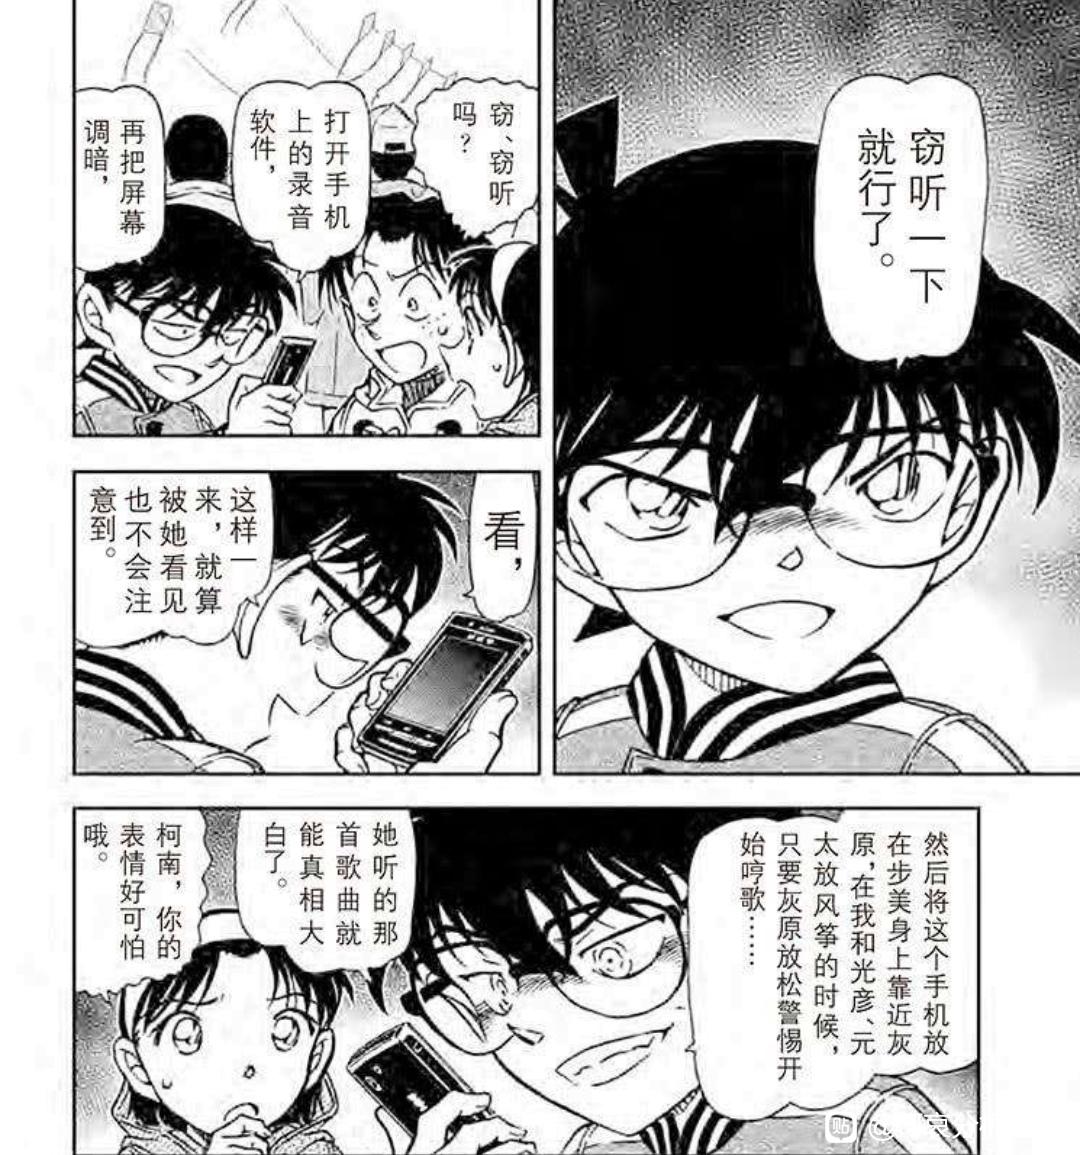 窃听一下
就行了。
窃、窃听
吗？
打开手机
上的录音
软件，
再把屏幕
调暗，
看，
这样一
来，就算
被她看见
也不会注
意到。
然后将这个手机放
在步美身上靠近灰
原，在我和光彦、元
太放风筝的时候，
只要灰原放松警惕开
始哼歌……
她听的那
首歌曲就
能真相大
白了。
柯南，你的
表情好可怕
哦。
贴